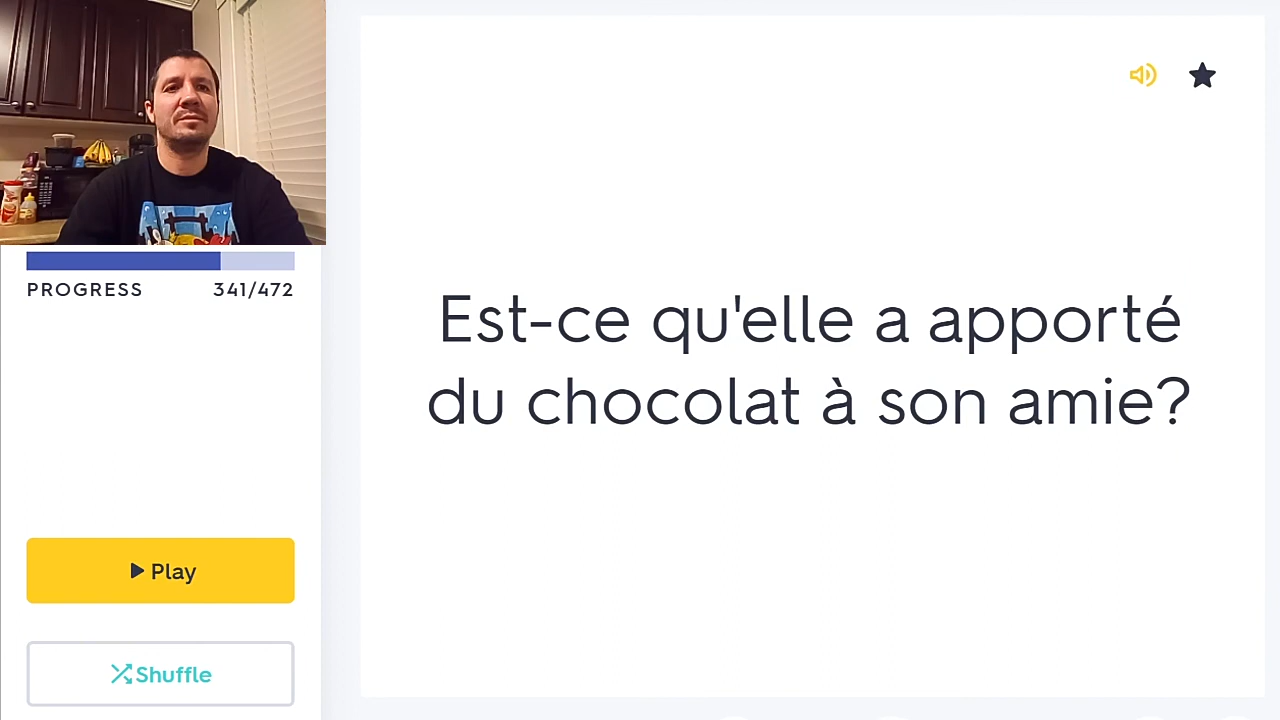 PROGRESS 341/472
Play
Shuffle
Est-ce qu'elle a apporté
du chocolat à son amie?